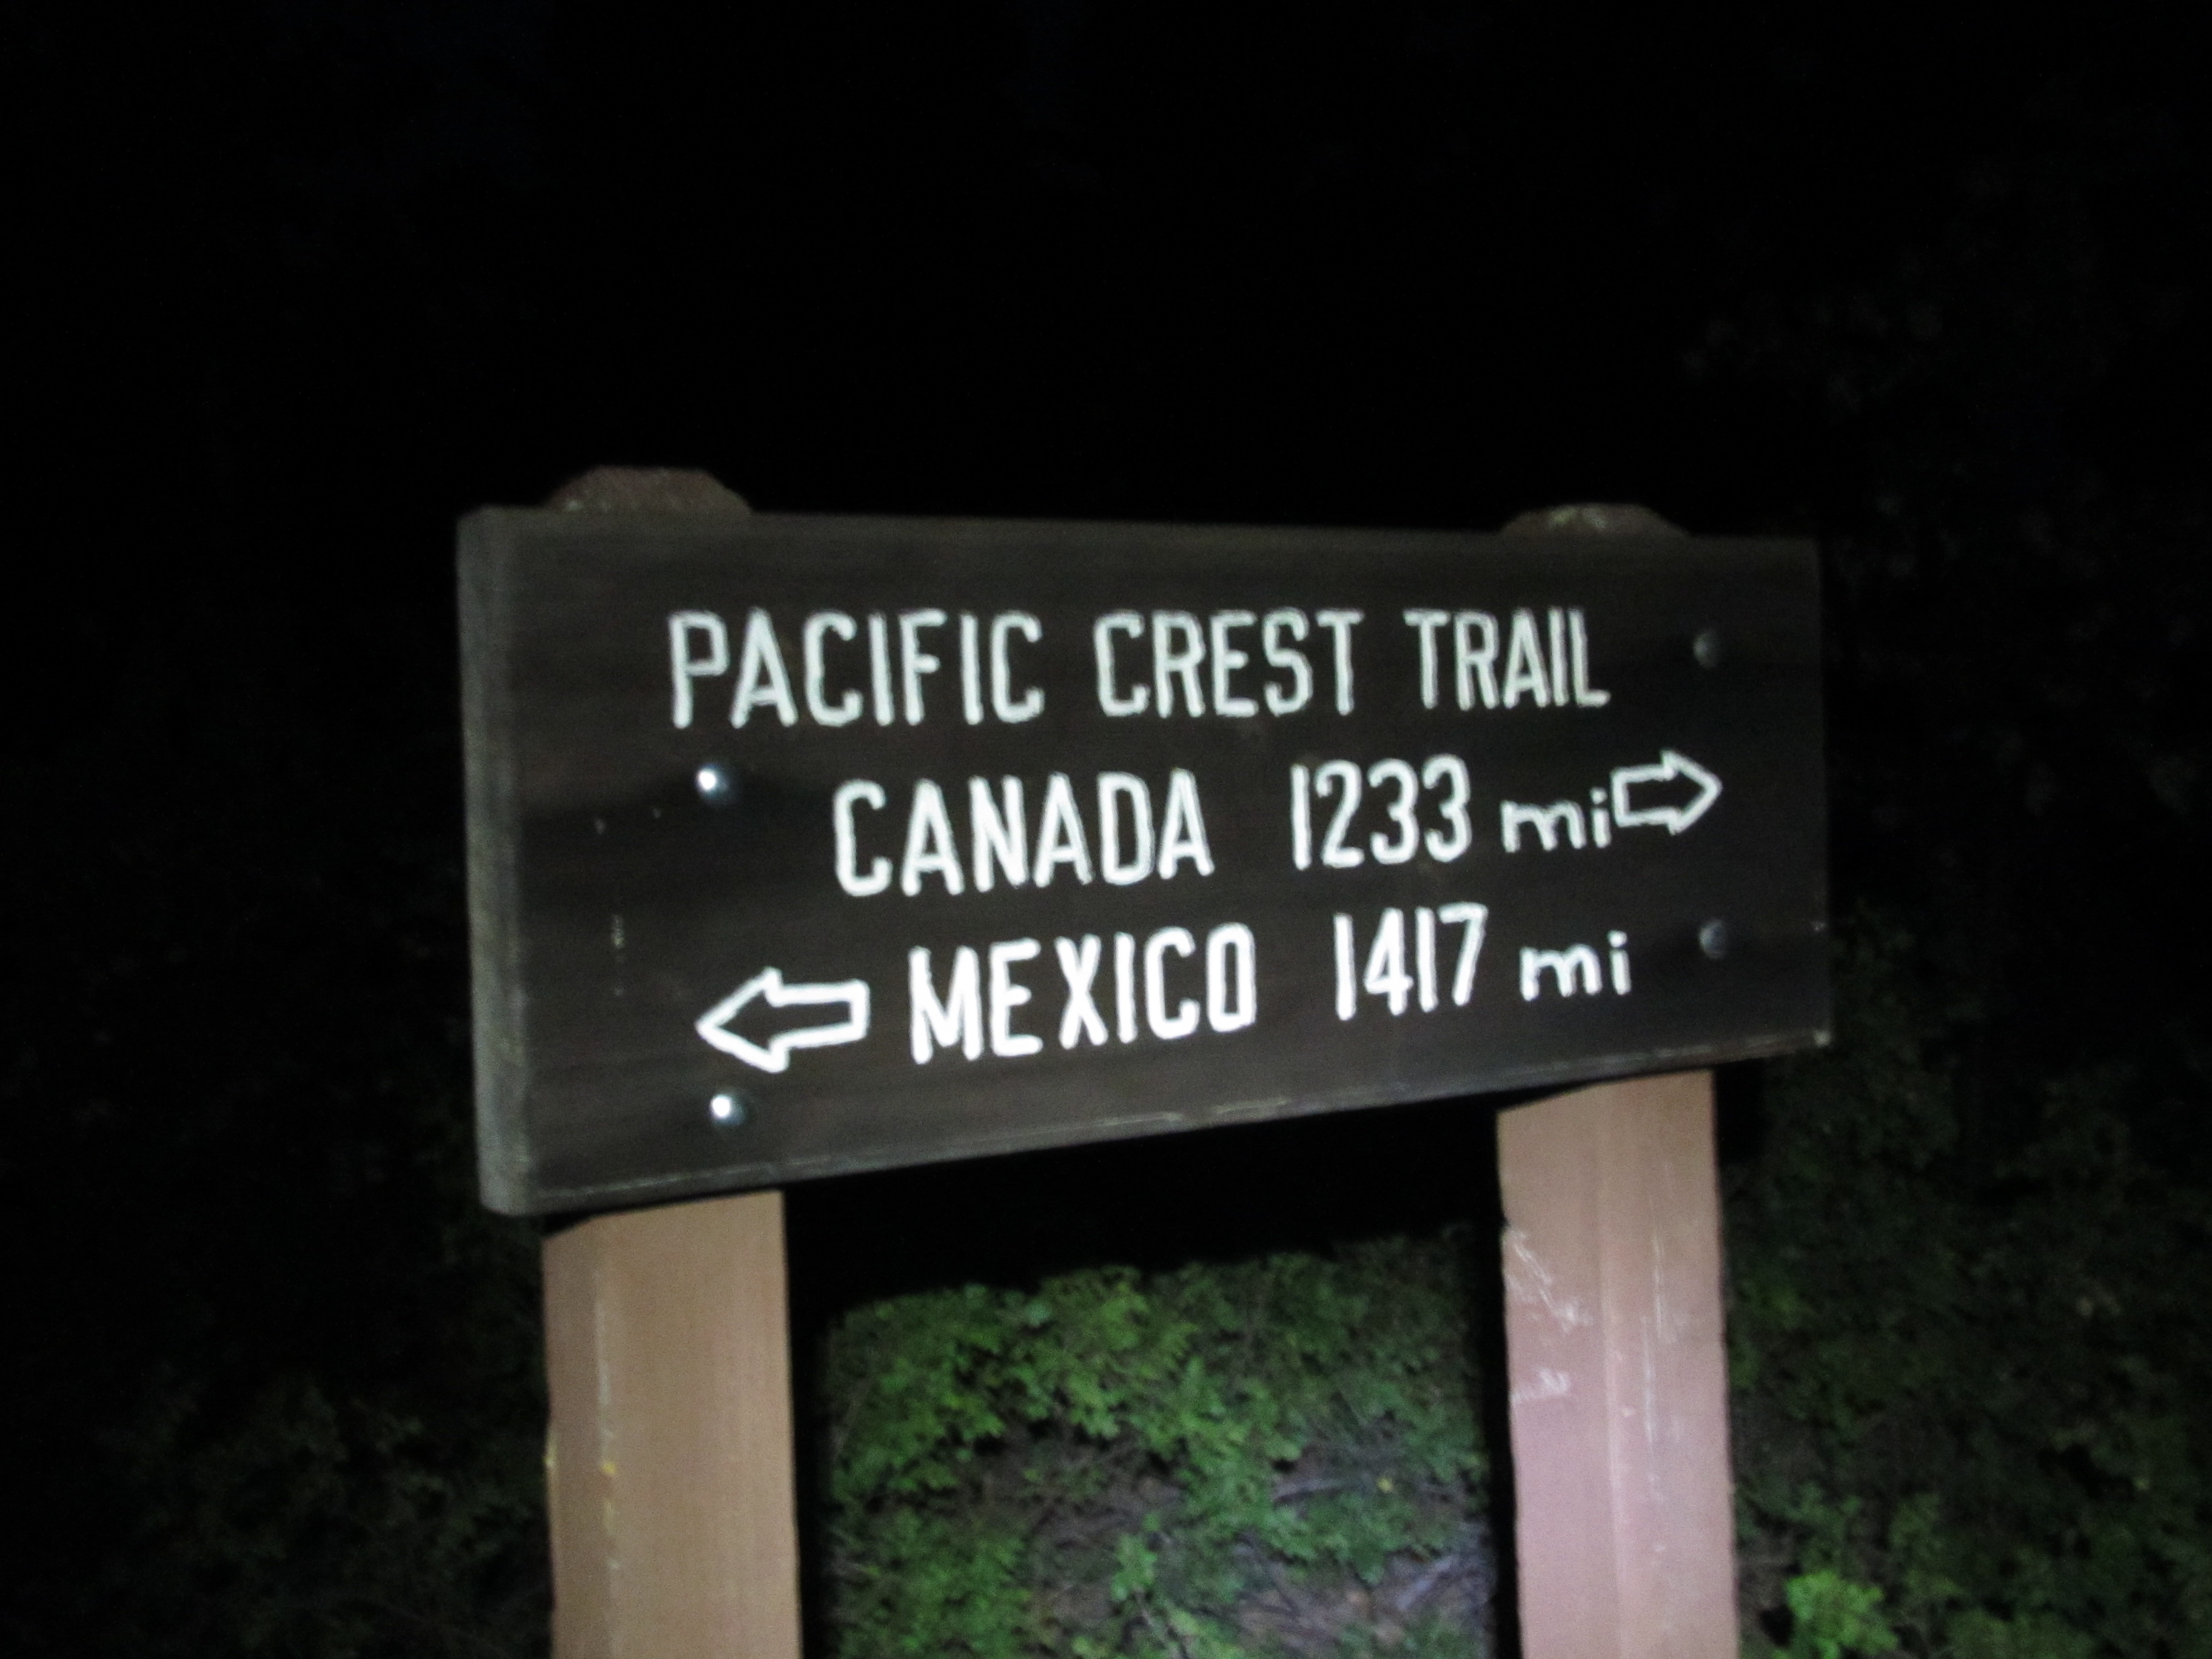 PACIFIC CREST TRAIL
CANADA 1233 mi
MEXICO 1417 mi